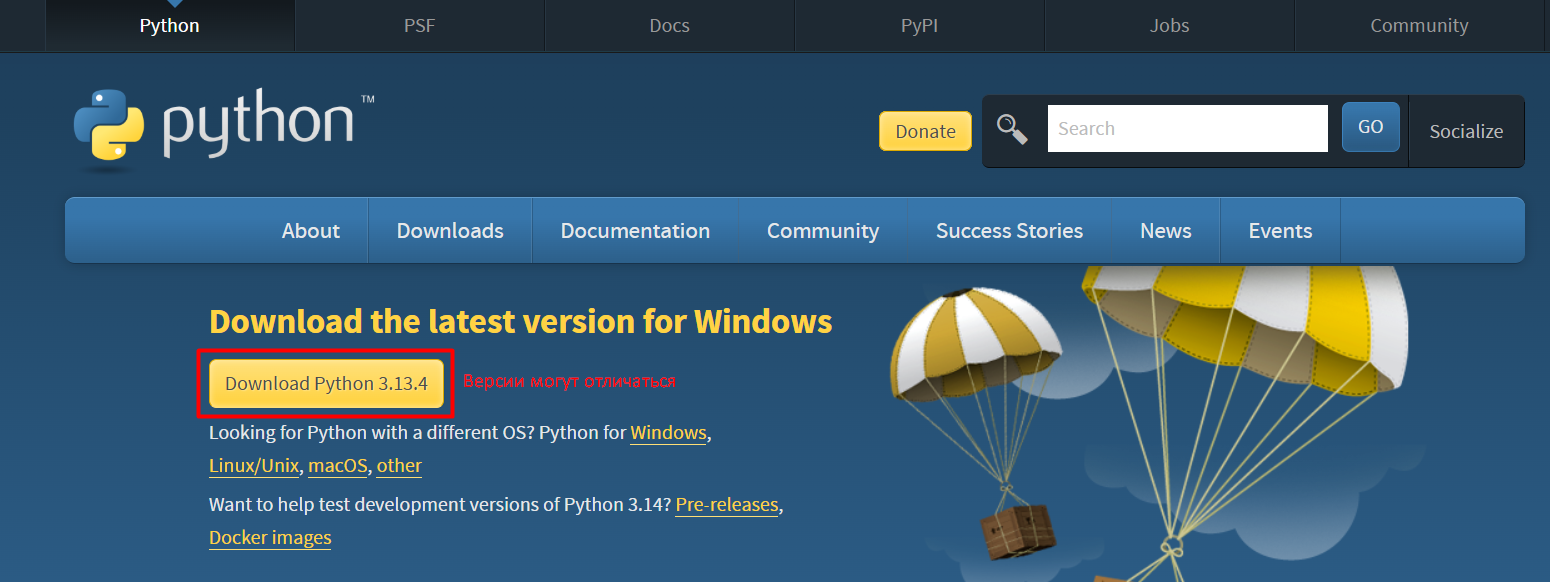 Python
PSF
Docs
PyPI
Jobs
Community
python™
Donate
Search
GO
Socialize
About
Downloads
Documentation
Community
Success Stories
News
Events
Download the latest version for Windows
Download Python 3.13.4
Версии могут отличаться
Looking for Python with a different OS? Python for Windows,
Linux/Unix, macOS, other
Want to help test development versions of Python 3.14? Pre-releases,
Docker images